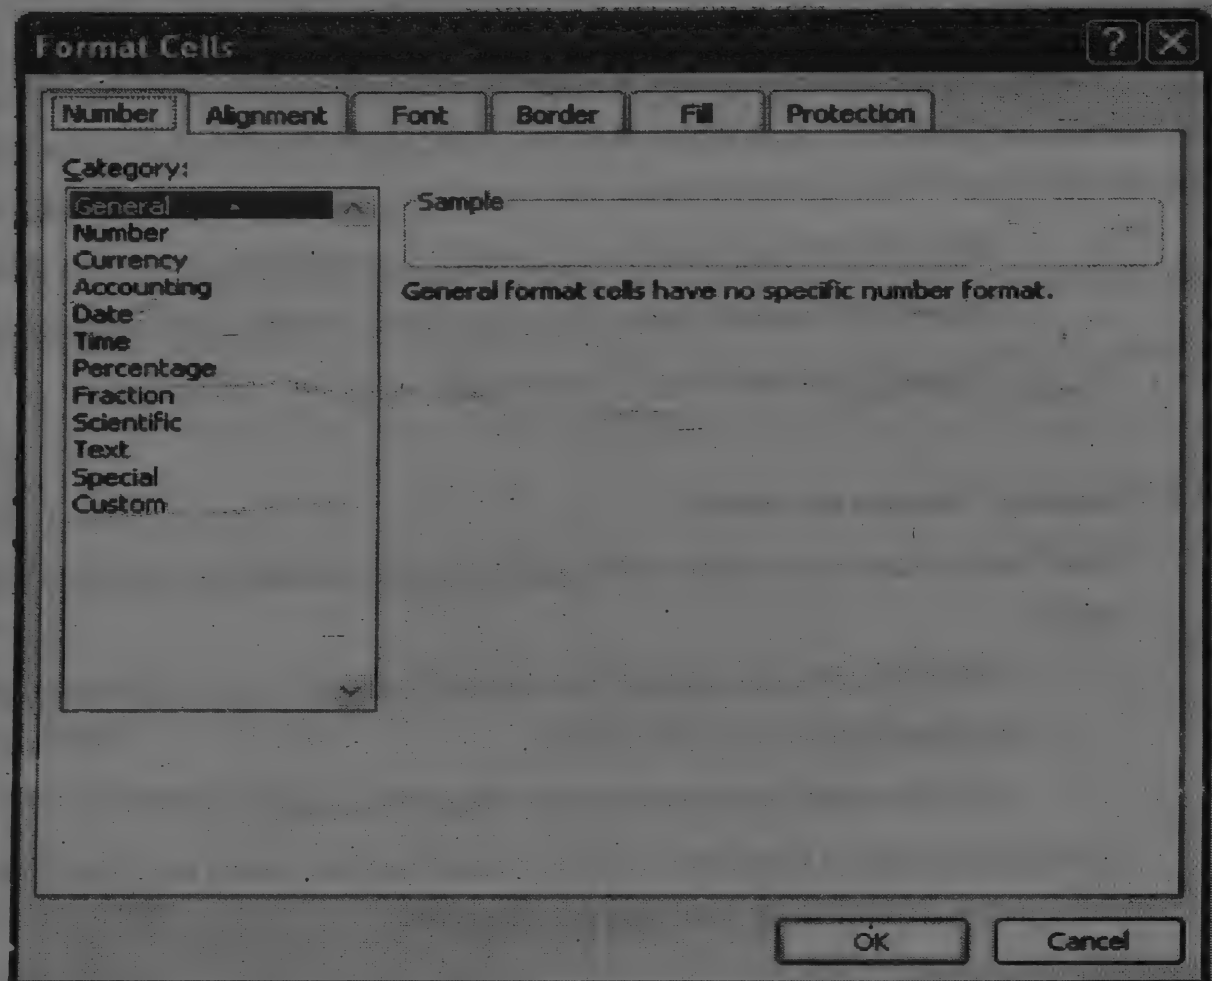 Format Cells
Number Alignment Font Border Fill Protection
Category:
General
Number
Currency
Accounting
Date
Time
Percentage
Fraction
Scientific
Text
Special
Custom
Sample
General format cells have no specific number format.
OK Cancel